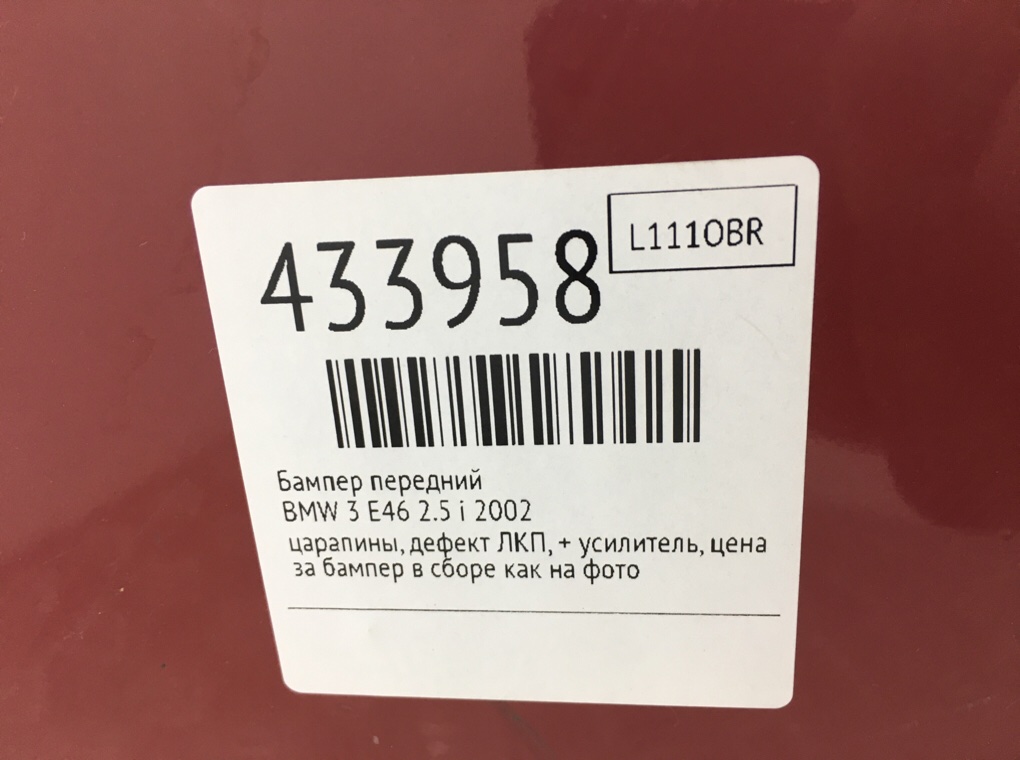 433958
L111OBR
Бампер передний
BMW 3 E46 2.5 i 2002
царапины, дефект ЛКП, + усилитель, цена
за бампер в сборе как на фото